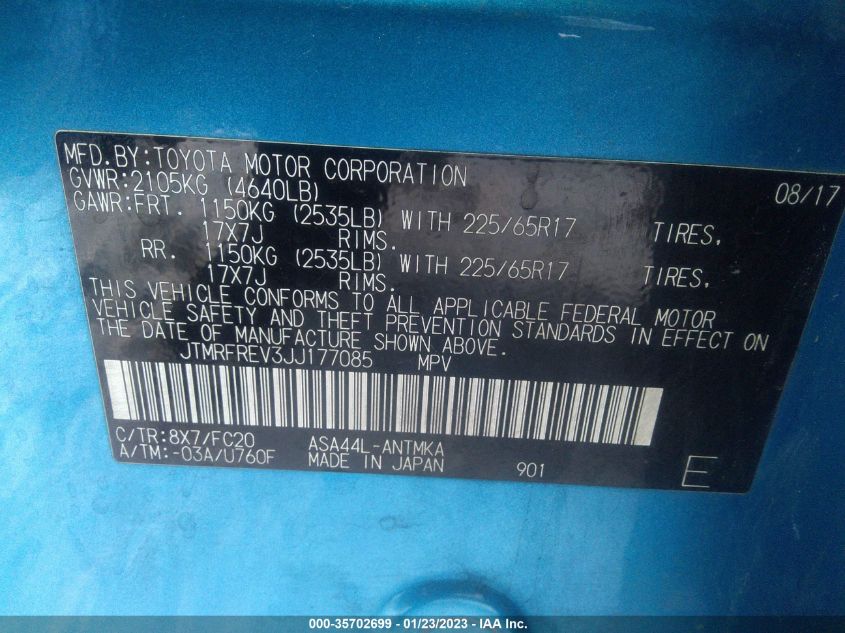 MFD.BY:TOYOTA MOTOR CORPORATION 08/17
GVWR:2105KG (4640LB)
GAWR:FRT. 1150KG (2535LB) WITH 225/65R17 TIRES,
17X7J RIMS.
RR. 1150KG (2535LB) WITH 225/65R17 TIRES,
17X7J RIMS.
THIS VEHICLE CONFORMS TO ALL APPLICABLE FEDERAL MOTOR
VEHICLE SAFETY AND THEFT PREVENTION STANDARDS IN EFFECT ON
THE DATE OF MANUFACTURE SHOWN ABOVE.
JTMRFREV3JJ177085 MPV
C/TR:8X7/FC20 ASA44L-ANTMKA
A/TM:-03A/U760F MADE IN JAPAN 901 E
000-35702699 / 01/23/2023 - IAA Inc.